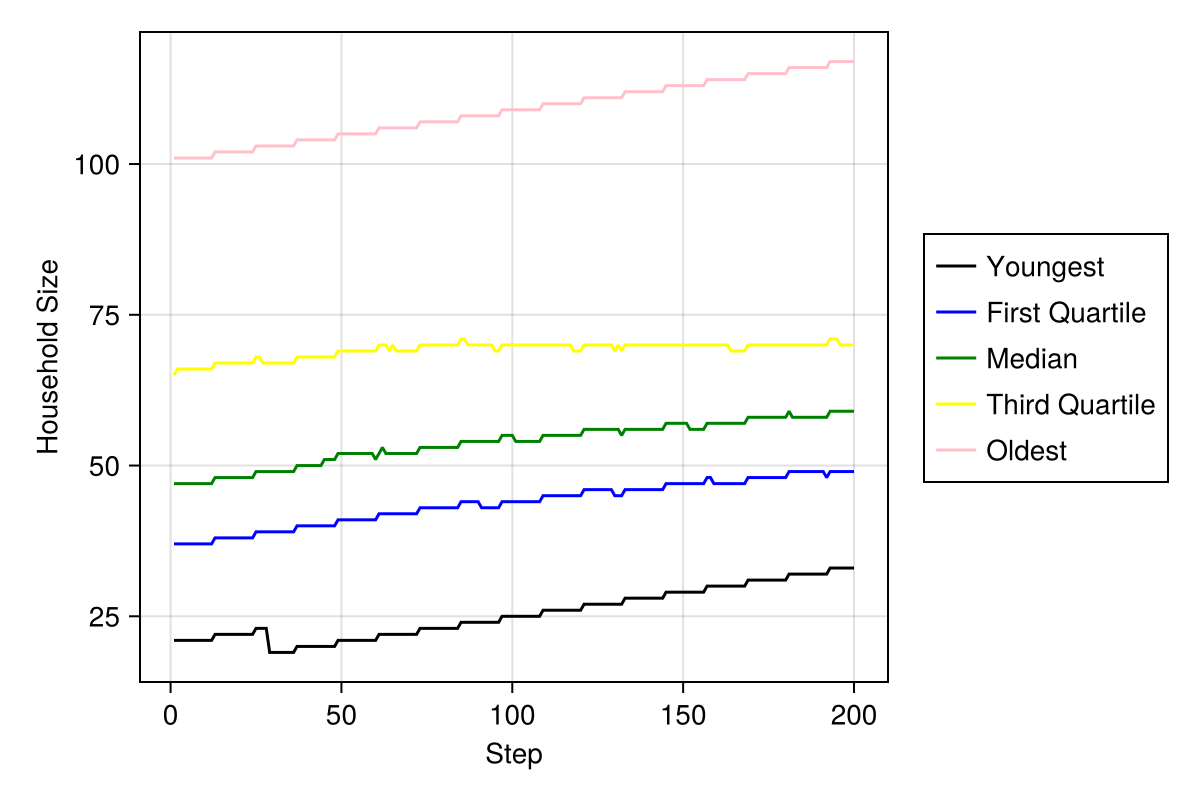 Household Size
100
75
50
25
0
50
100
150
200
Step
Youngest
First Quartile
Median
Third Quartile
Oldest